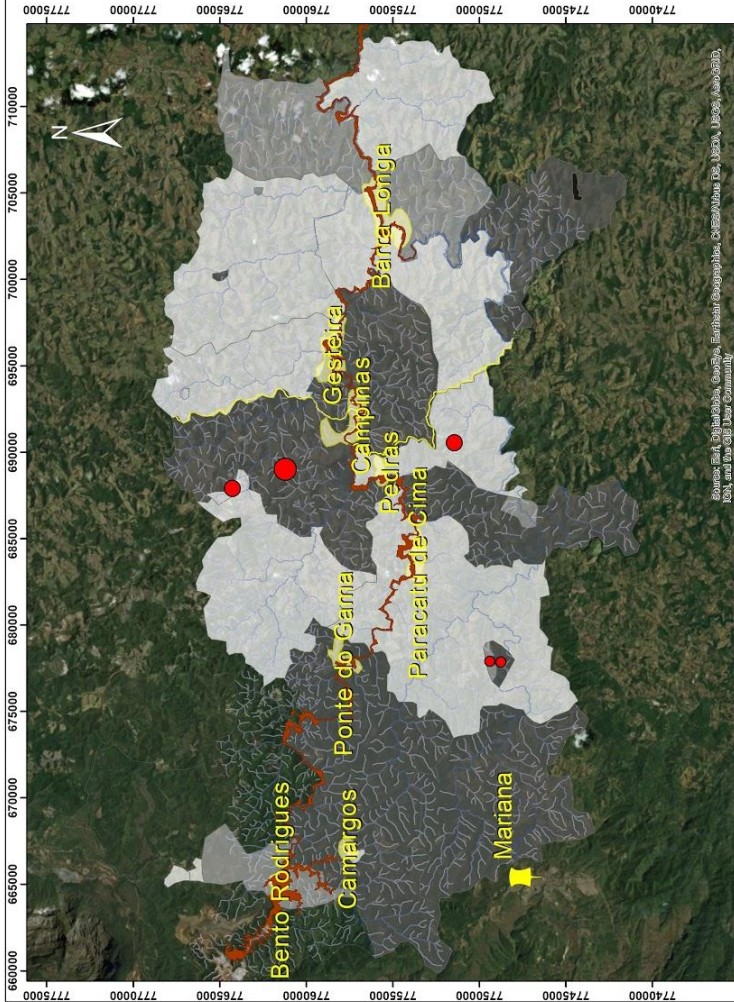 660000
665000
670000
675000
680000
685000
690000
695000
700000
705000
710000
7775000
7770000
7765000
7760000
7755000
7750000
7745000
7740000
N
Bento Rodrigues
Camargos
Ponte do Gama
Gesteira
Campinas
Pedras
Barra Longa
Paracatu de Cima
Mariana
7775000
7770000
7765000
7760000
7755000
7750000
7745000
7740000
Source: Esri, DigitalGlobe, GeoEye, Earthstar Geographics, CNES/Airbus DS, USDA, USGS, AeroGRID,
IGN, and the GIS User Community